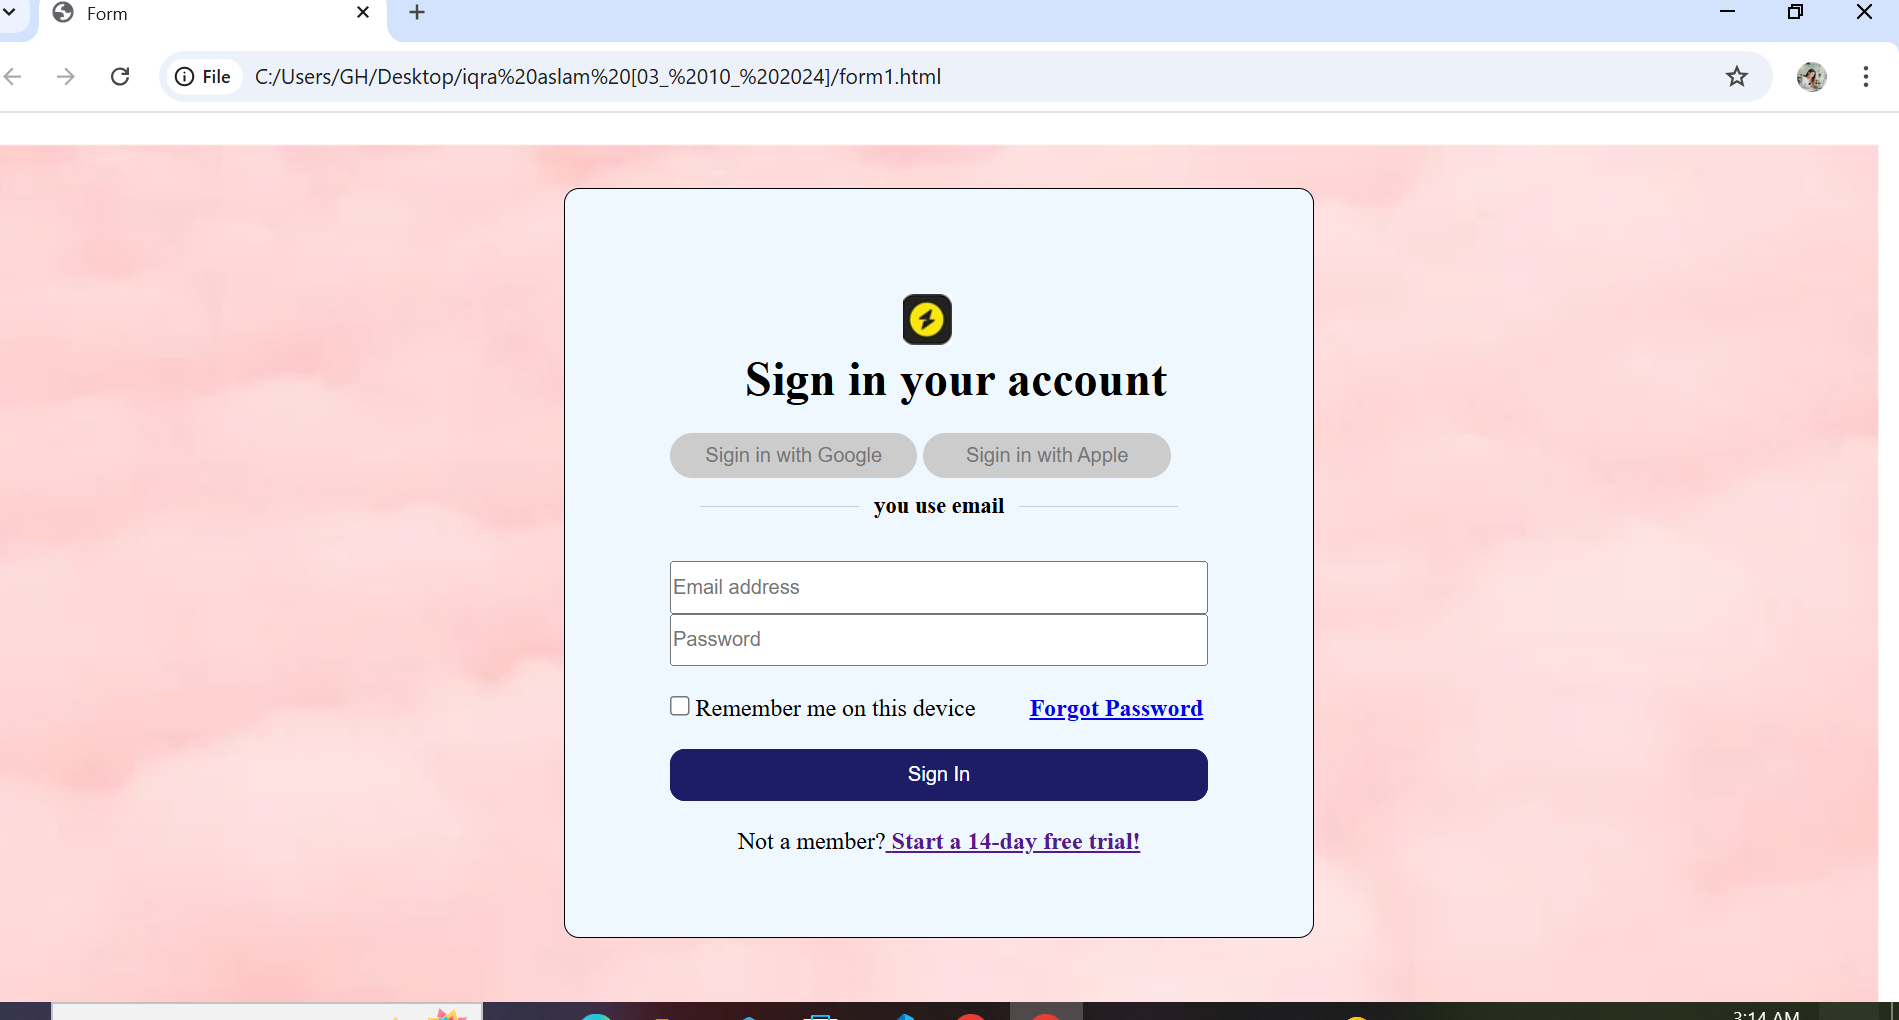 Form
File C:/Users/GH/Desktop/iqra%20aslam%20[03_%2010_%202024]/form1.html
Sign in your account
Sigin in with Google Sigin in with Apple
you use email
Email address
Password
Remember me on this device Forgot Password
Sign In
Not a member? Start a 14-day free trial!
3:14 AM